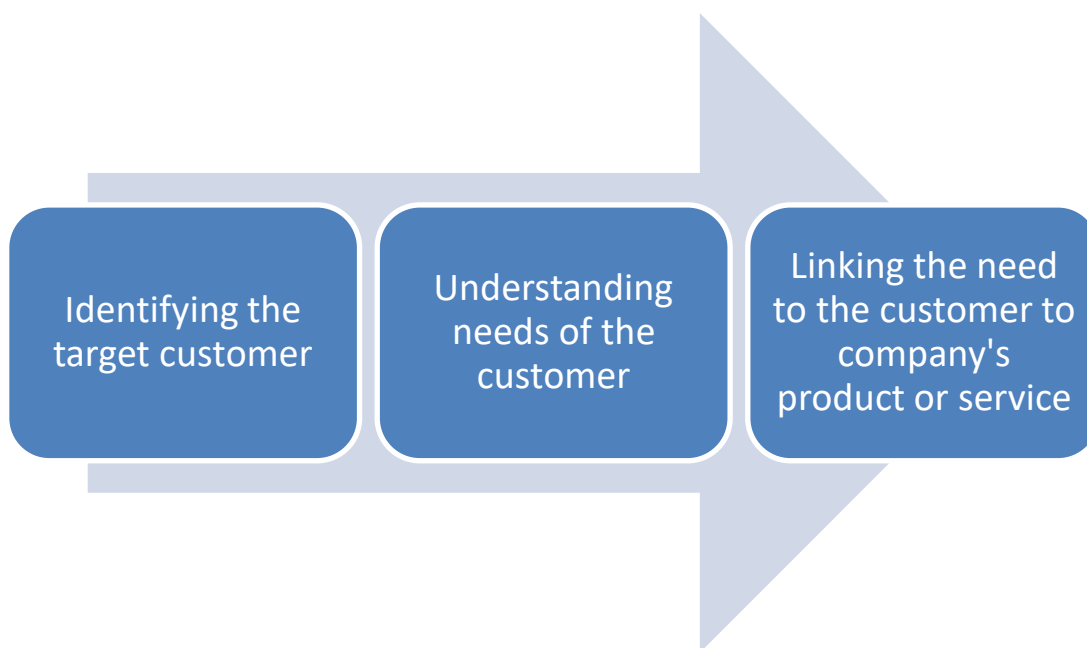 Identifying the
target customer
Understanding
needs of the
customer
Linking the need
to the customer to
company's
product or service